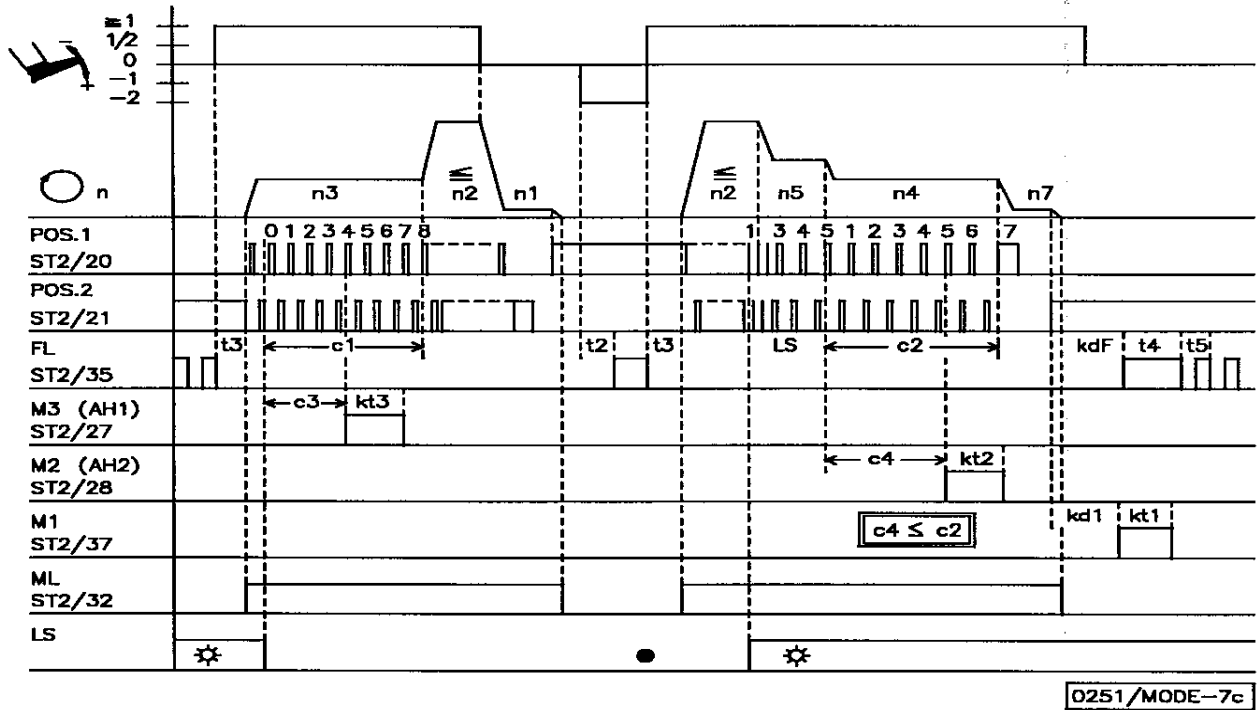 ≧ 1
1/2
0
−1
−2
−
+
n
n3
≦
n2
n1
≦
n2
n5
n4
n7
POS.1
ST2/20
0 1 2 3 4 5 6 7 8
1 3 4 5 1 2 3 4 5 6 7
POS.2
ST2/21
FL
ST2/35
t3
c1
t2
t3
LS
c2
kdF
t4
t5
M3 (AH1)
ST2/27
c3
kt3
M2 (AH2)
ST2/28
c4
kt2
M1
ST2/37
c4 ≤ c2
kd1
kt1
ML
ST2/32
LS
0251/MODE−7c